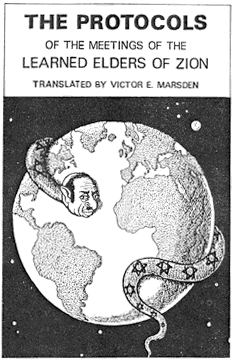 THE PROTOCOLS
OF THE MEETINGS OF THE
LEARNED ELDERS OF ZION
TRANSLATED BY VICTOR E. MARSDEN